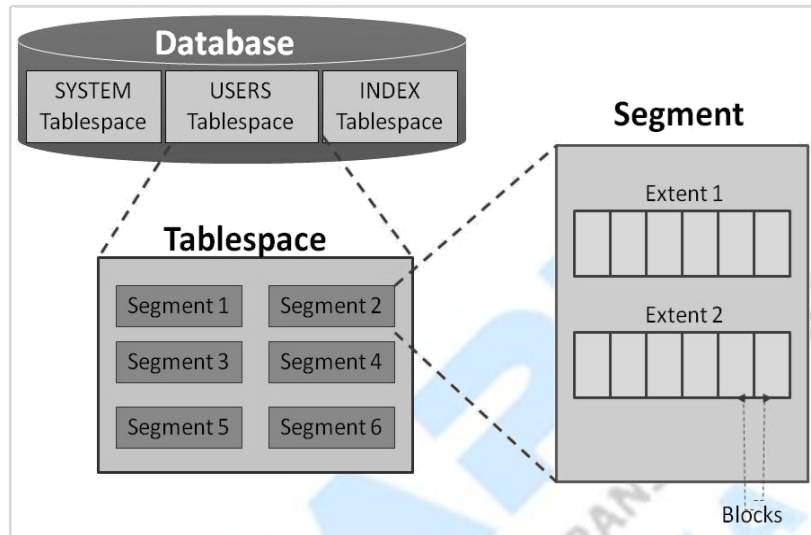 Database
SYSTEM
Tablespace
USERS
Tablespace
INDEX
Tablespace
Segment
Extent 1
Extent 2
Blocks
Tablespace
Segment 1
Segment 2
Segment 3
Segment 4
Segment 5
Segment 6